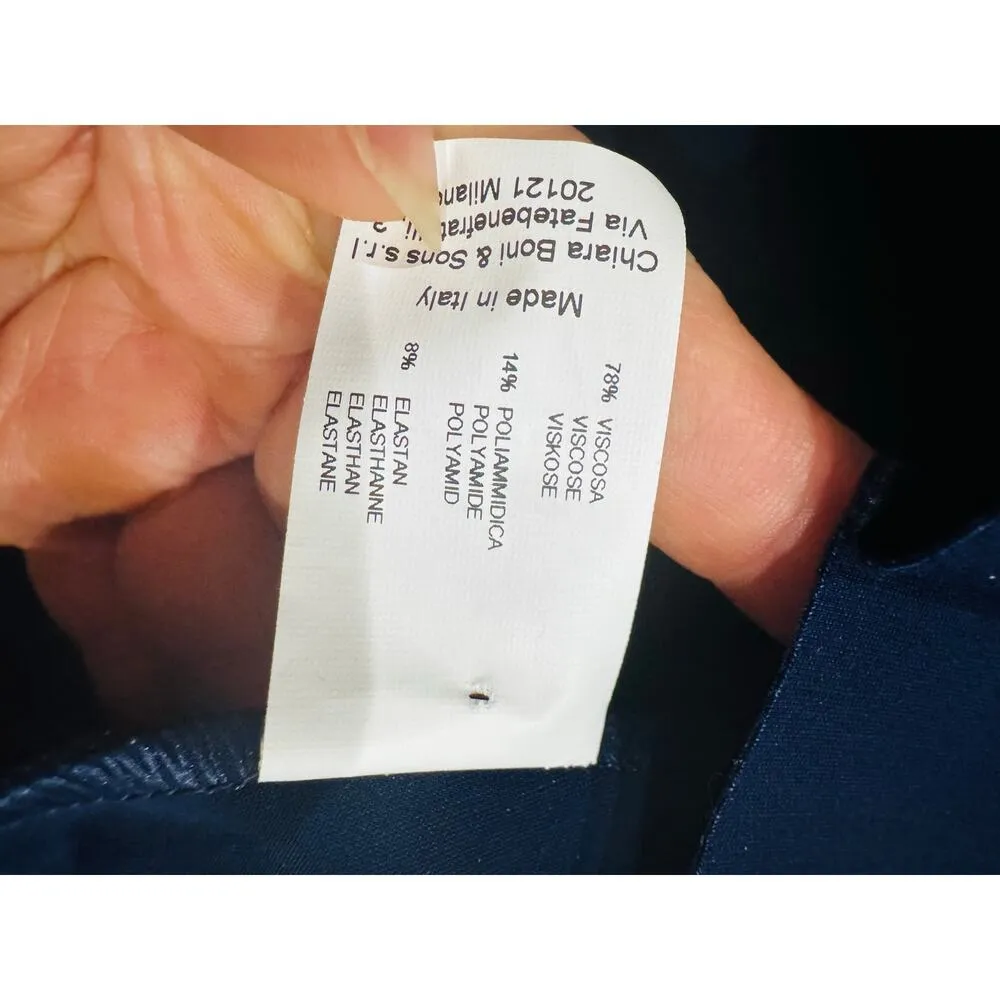 Chiara Boni & Sons s.r.l
Via
20121
Made in Italy
78% VISCOSA
VISCOSE
VISKOSE
14% POLIAMMIDICA
POLYAMIDE
POLYAMID
8% ELASTAN
ELASTHANNE
ELASTHAN
ELASTANE